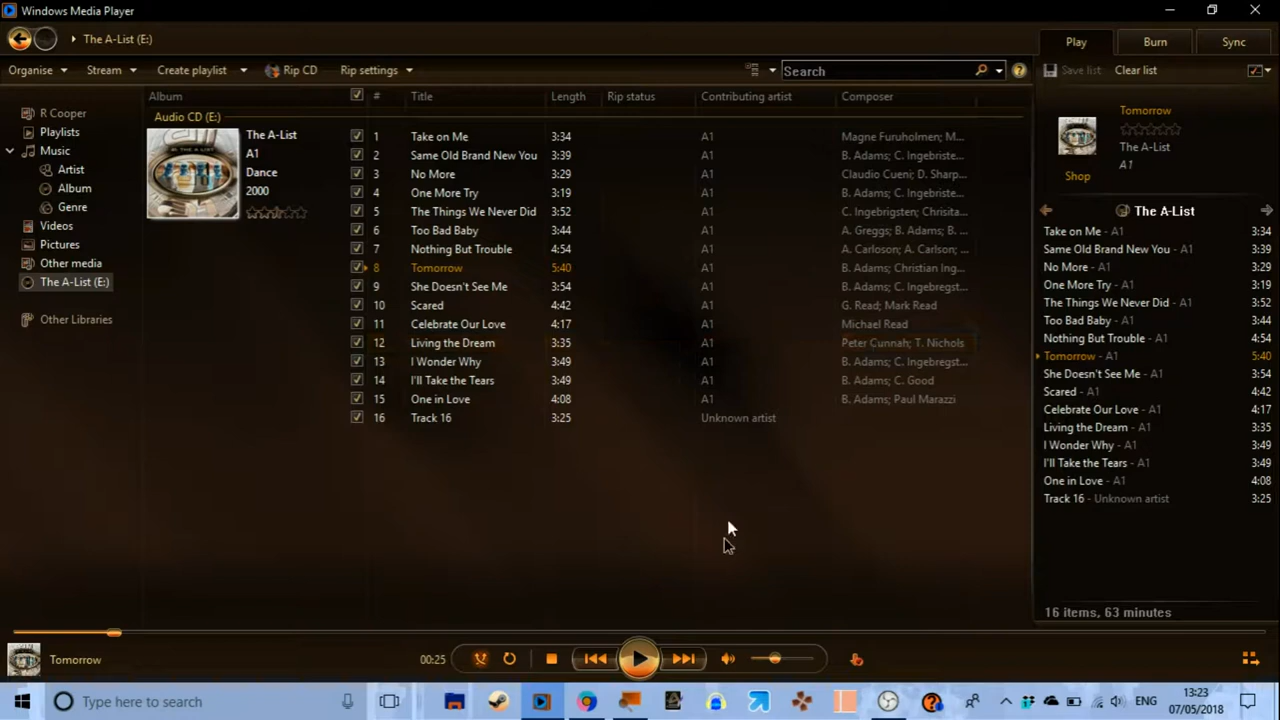 Windows Media Player
The A-List (E:)
Play Burn Sync
Organise Stream Create playlist Rip CD Rip settings Search Save list Clear list
Album # Title Length Rip status Contributing artist Composer
Audio CD (E:)
R Cooper
Playlists
Music
Artist
Album
Genre
Videos
Pictures
Other media
The A-List (E:)
Other Libraries
The A-List
A1
Dance
2000
1 Take on Me 3:34 A1 Magne Furuholmen; M...
2 Same Old Brand New You 3:39 A1 B. Adams; C. Ingebriste...
3 No More 3:29 A1 Claudio Cueni; D. Sharp...
4 One More Try 3:19 A1 B. Adams; C. Ingebriste...
5 The Things We Never Did 3:52 A1 C. Ingebrigsten; Chrisita...
6 Too Bad Baby 3:44 A1 A. Greggs; B. Adams; B. ...
7 Nothing But Trouble 4:54 A1 A. Carloson; A. Carlson; ...
8 Tomorrow 5:40 A1 B. Adams; Christian Ing...
9 She Doesn't See Me 3:54 A1 B. Adams; C. Ingebregst...
10 Scared 4:42 A1 G. Read; Mark Read
11 Celebrate Our Love 4:17 A1 Michael Read
12 Living the Dream 3:35 A1 Peter Cunnah; T. Nichols
13 I Wonder Why 3:49 A1 B. Adams; C. Ingebregst...
14 I'll Take the Tears 3:49 A1 B. Adams; C. Good
15 One in Love 4:08 A1 B. Adams; Paul Marazzi
16 Track 16 3:25 Unknown artist
Tomorrow
The A-List
A1
Shop
The A-List
Take on Me - A1 3:34
Same Old Brand New You - A1 3:39
No More - A1 3:29
One More Try - A1 3:19
The Things We Never Did - A1 3:52
Too Bad Baby - A1 3:44
Nothing But Trouble - A1 4:54
Tomorrow - A1 5:40
She Doesn't See Me - A1 3:54
Scared - A1 4:42
Celebrate Our Love - A1 4:17
Living the Dream - A1 3:35
I Wonder Why - A1 3:49
I'll Take the Tears - A1 3:49
One in Love - A1 4:08
Track 16 - Unknown artist 3:25
16 items, 63 minutes
Tomorrow 00:25
Type here to search
ENG
13:23
07/05/2018